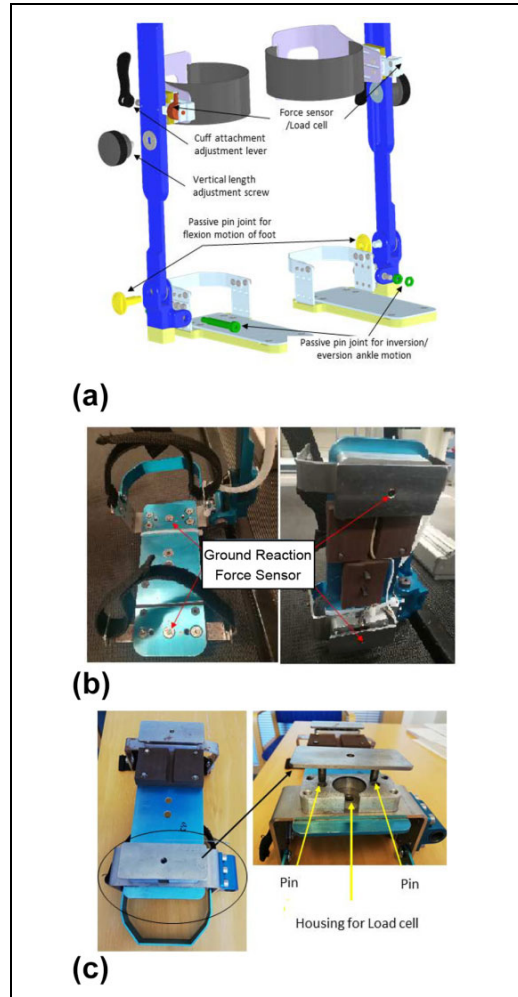 Force sensor
/Load cell
Cuff attachment
adjustment lever
Vertical length
adjustment screw
Passive pin joint for
flexion motion of foot
Passive pin joint for inversion/
eversion ankle motion
(a)
Ground Reaction
Force Sensor
(b)
Pin
Pin
Housing for Load cell
(c)